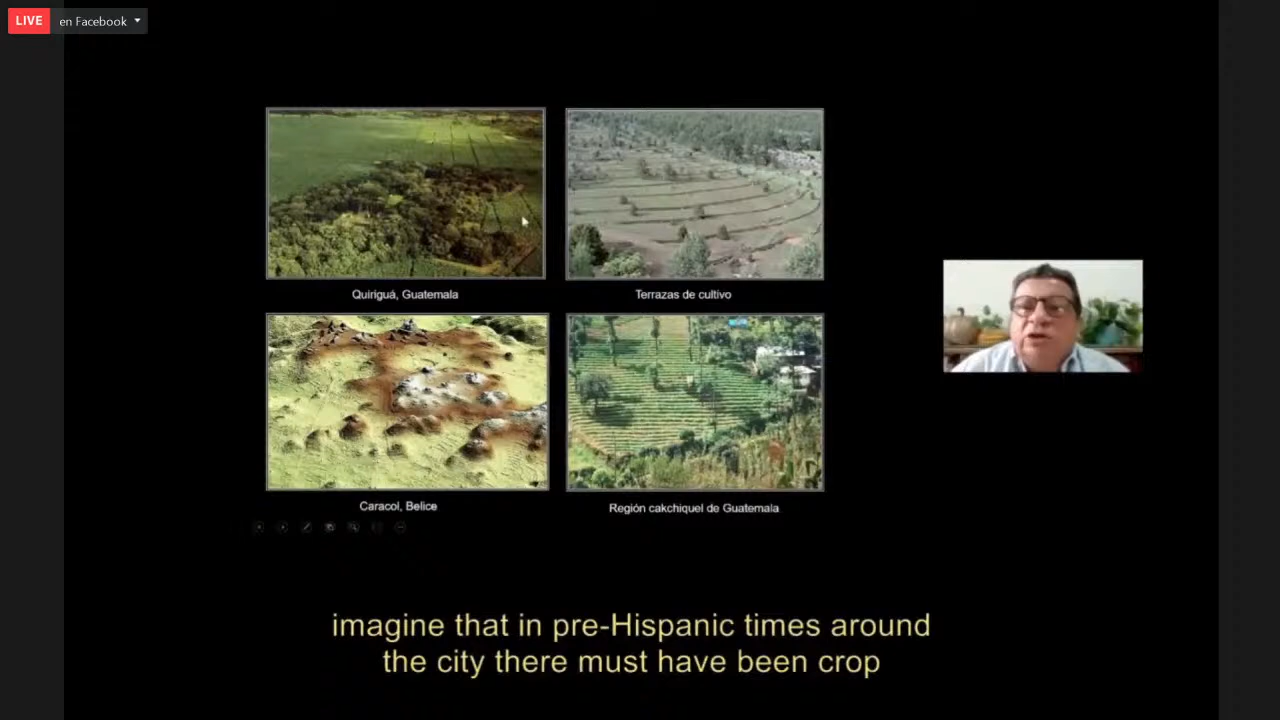 LIVE en Facebook
Quiriguá, Guatemala
Terrazas de cultivo
Caracol, Belice
Región cakchiquel de Guatemala
imagine that in pre-Hispanic times around
the city there must have been crop